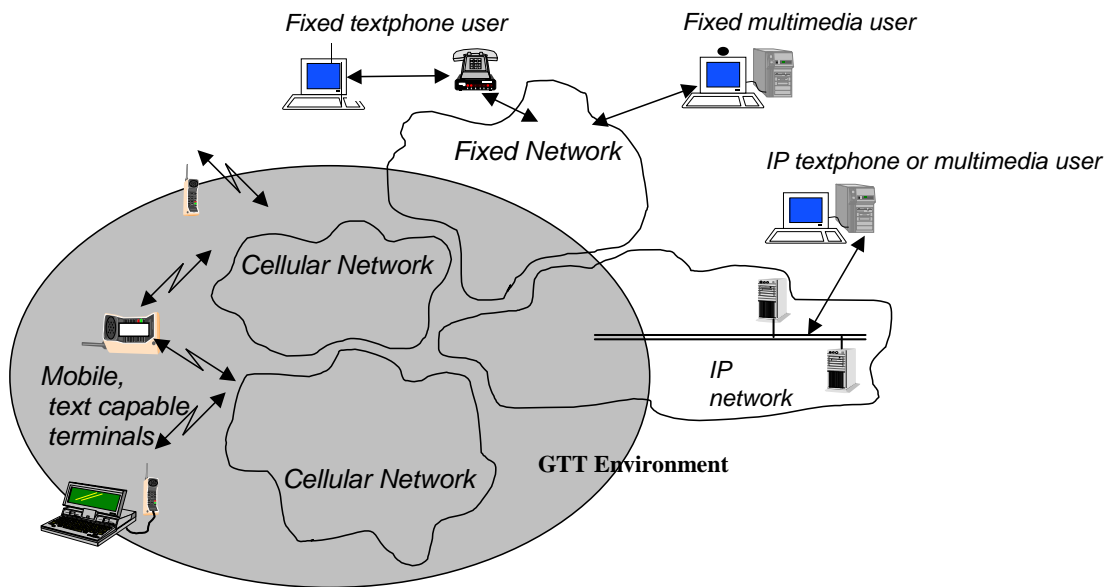 Fixed textphone user
Fixed multimedia user
Fixed Network
IP textphone or multimedia user
Cellular Network
Mobile,
text capable
terminals
IP
network
GTT Environment
Cellular Network